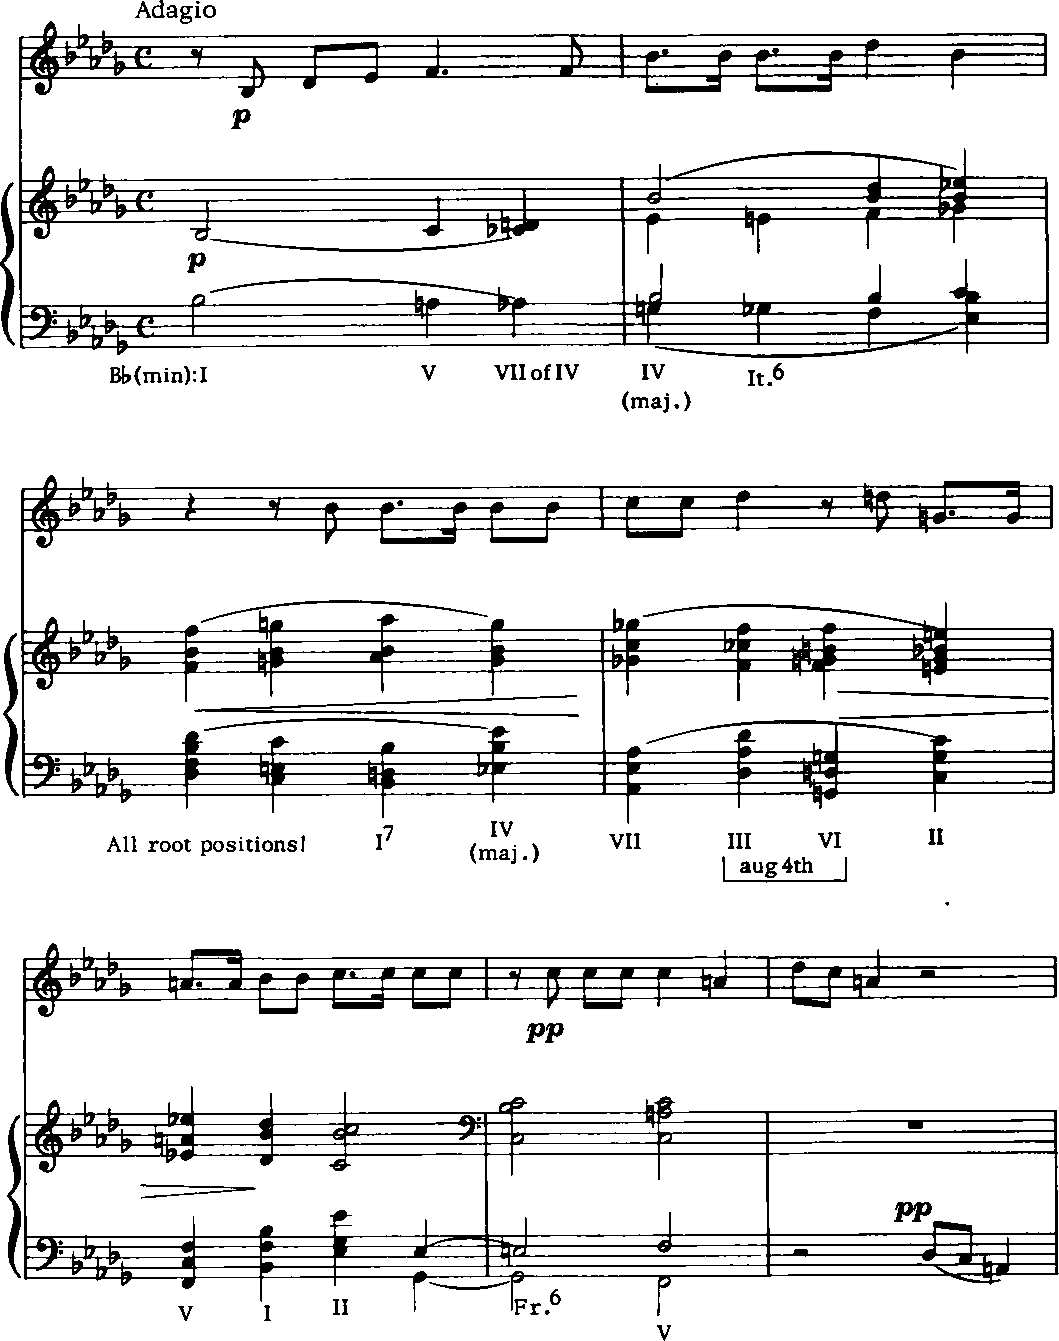 Adagio
p
p
B♭(min):I V VII of IV IV It.6
(maj.)
All root positions! I7 IV VII III VI II
(maj.)
aug 4th
pp
pp
V I II Fr.6
V